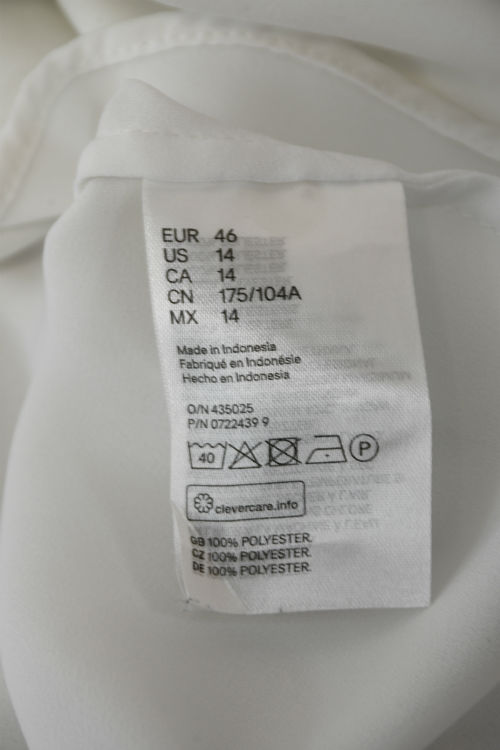 EUR 46
US 14
CA 14
CN 175/104A
MX 14
Made in Indonesia
Fabriqué en Indonésie
Hecho en Indonesia
O/N 435025
P/N 0722439 9
40 P
clevercare.info
GB 100% POLYESTER.
CZ 100% POLYESTER.
DE 100% POLYESTER.